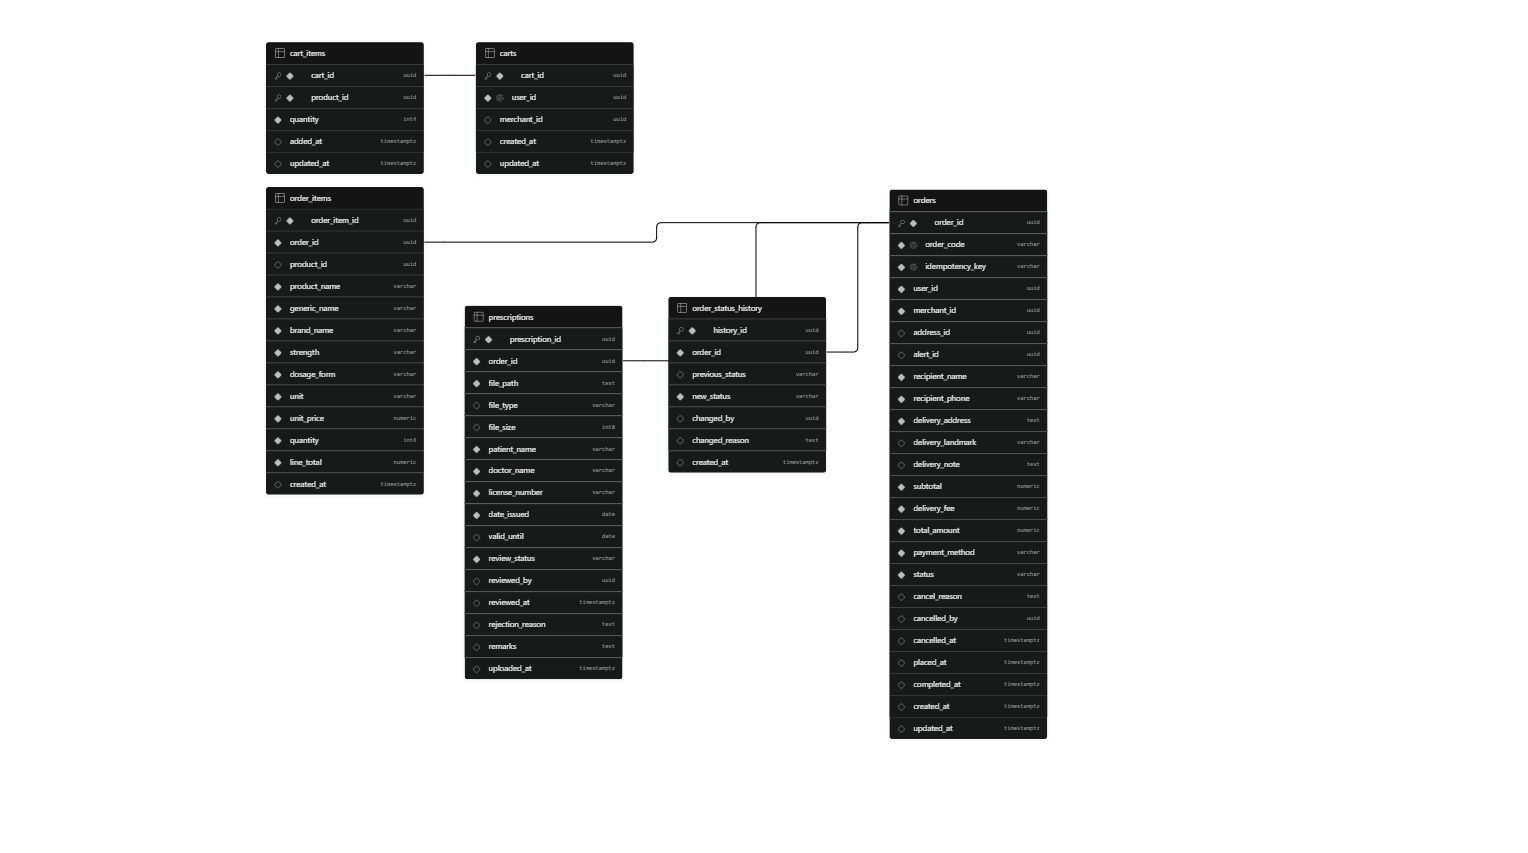 cart_items
cart_id uuid
product_id uuid
quantity int4
added_at timestamptz
updated_at timestamptz
carts
cart_id uuid
user_id uuid
merchant_id uuid
created_at timestamptz
updated_at timestamptz
order_items
order_item_id uuid
order_id uuid
product_id uuid
product_name varchar
generic_name varchar
brand_name varchar
strength varchar
dosage_form varchar
unit varchar
unit_price numeric
quantity int4
line_total numeric
created_at timestamptz
prescriptions
prescription_id uuid
order_id uuid
file_path text
file_type varchar
file_size int8
patient_name varchar
doctor_name varchar
license_number varchar
date_issued date
valid_until date
review_status varchar
reviewed_by uuid
reviewed_at timestamptz
rejection_reason text
remarks text
uploaded_at timestamptz
order_status_history
history_id uuid
order_id uuid
previous_status varchar
new_status varchar
changed_by uuid
changed_reason text
created_at timestamptz
orders
order_id uuid
order_code varchar
idempotency_key varchar
user_id uuid
merchant_id uuid
address_id uuid
alert_id uuid
recipient_name varchar
recipient_phone varchar
delivery_address text
delivery_landmark varchar
delivery_note text
subtotal numeric
delivery_fee numeric
total_amount numeric
payment_method varchar
status varchar
cancel_reason text
cancelled_by uuid
cancelled_at timestamptz
placed_at timestamptz
completed_at timestamptz
created_at timestamptz
updated_at timestamptz